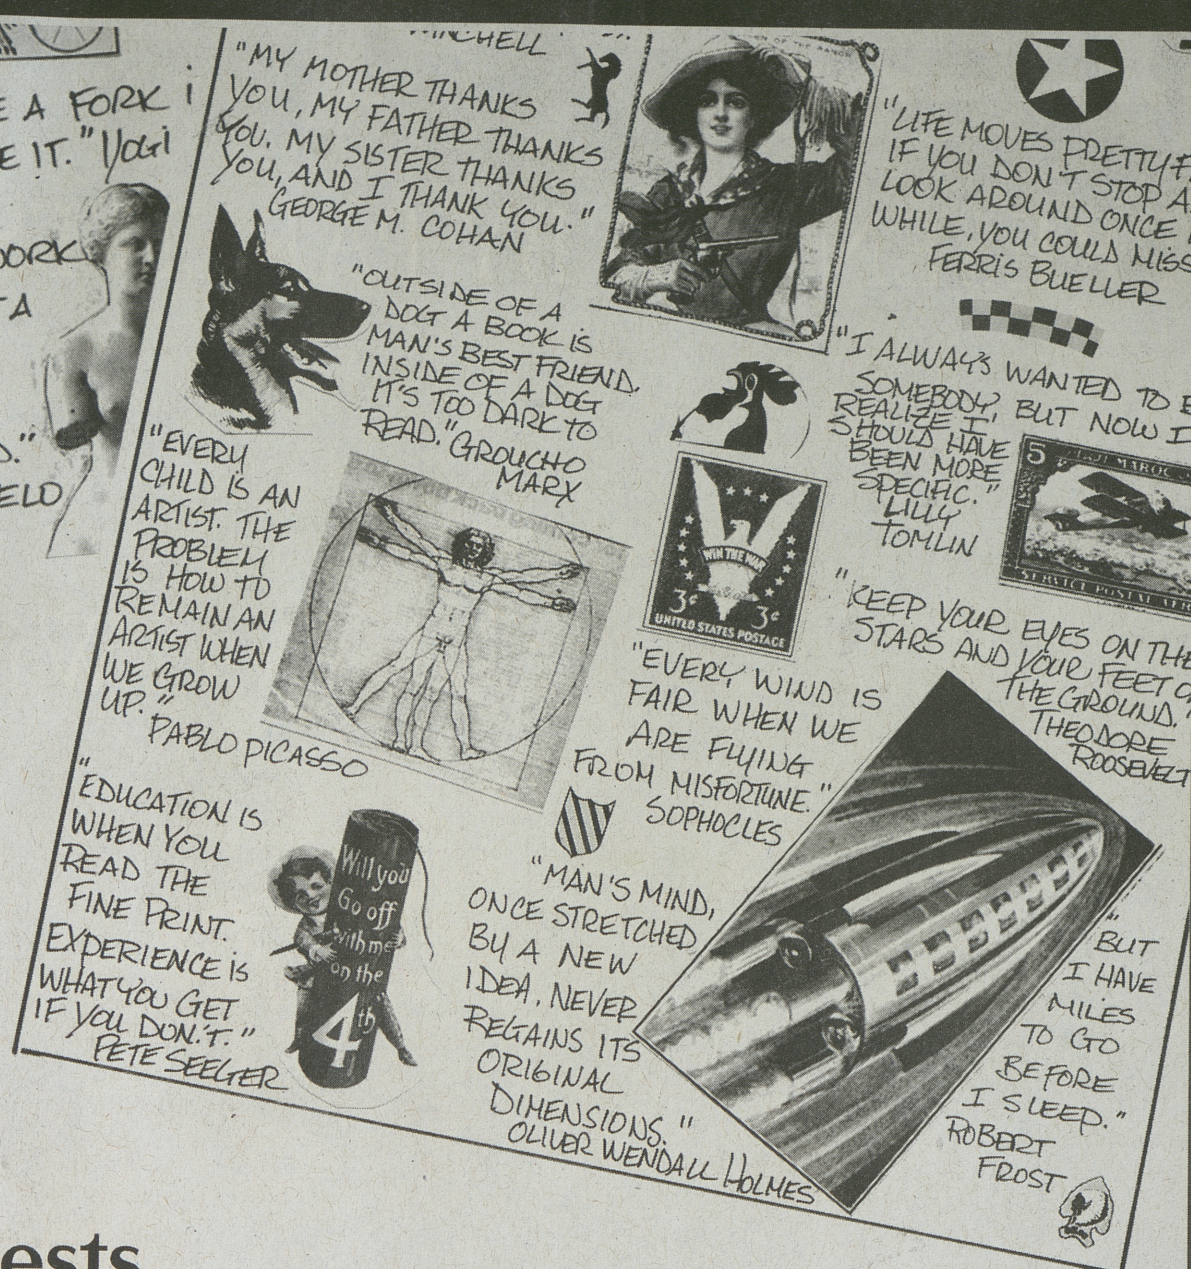 E A FORK i
E IT." YOGI
WORK
TA
D."
ELO
MITCHELL
"MY MOTHER THANKS
YOU, MY FATHER THANKS
YOU. MY SISTER THANKS
YOU, AND I THANK YOU."
GEORGE M. COHAN
"OUTSIDE OF A
DOG A BOOK iS
MAN'S BEST FRIEND.
INSIDE OF A DOG
IT'S TOO DARK TO
READ." GROUCHO
MARX
"EVERY
CHILD IS AN
ARTIST. THE
PROBLEM
IS HOW TO
REMAIN AN
ARTIST WHEN
WE GROW
UP."
PABLO PICASSO
"EDUCATION IS
WHEN YOU
READ THE
FINE PRINT.
EXPERIENCE iS
WHAT YOU GET
IF YOU DON'T."
PETE SEEGER
Will you
Go off
with me
on the
4th
WIN THE WAR
3¢ 3¢
UNITED STATES POSTAGE
"EVERY WIND IS
FAIR WHEN WE
ARE FLYING
FROM MISFORTUNE."
SOPHOCLES
"MAN'S MIND,
ONCE STRETCHED
BY A NEW
IDEA, NEVER
REGAINS ITS
ORIGINAL
DIMENSIONS."
OLIVER WENDALL HOLMES
"LIFE MOVES PRETTY F
IF YOU DON'T STOP A
LOOK AROUND ONCE
WHILE, YOU COULD MISS
FERRIS BUELLER
"I ALWAYS WANTED TO B
SOMEBODY, BUT NOW I
REALIZE I
SHOULD HAVE
BEEN MORE
SPECIFIC."
LILLY
TOMLIN
5
MAROC
SERVICE POSTAL AER
"KEEP YOUR EYES ON THE
STARS AND YOUR FEET O
THE GROUND."
THEODORE
ROOSEVELT
"BUT
I HAVE
MILES
TO GO
BEFORE
I SLEEP."
ROBERT
FROST
ests